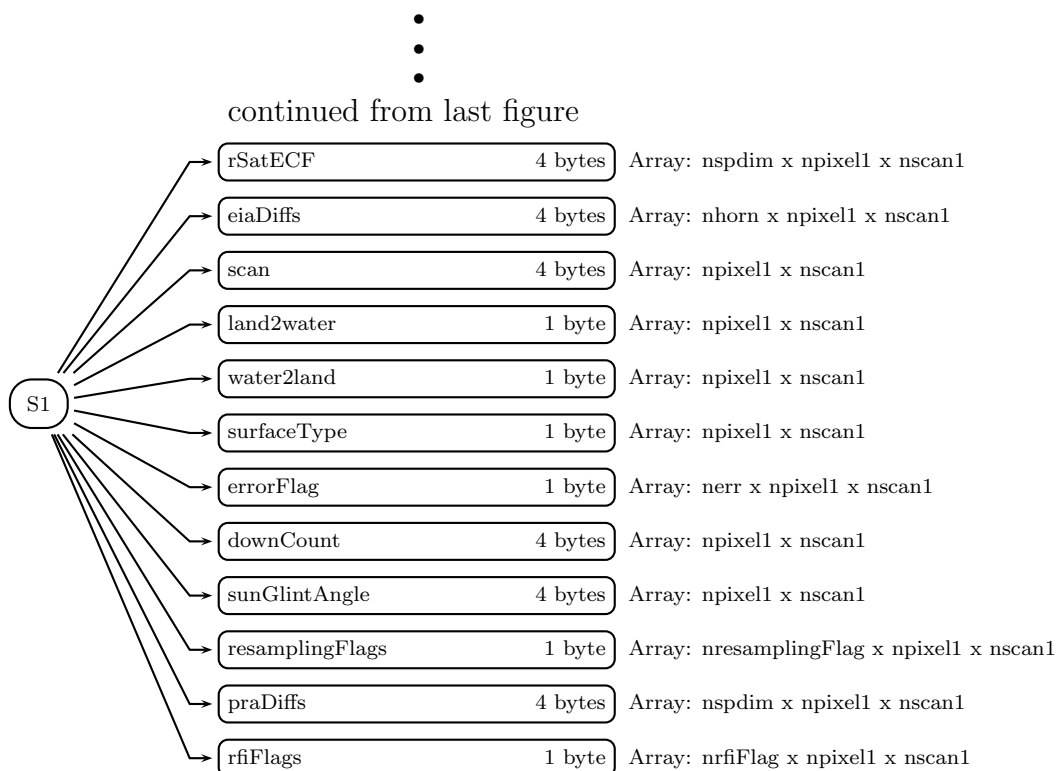 continued from last figure
rSatECF 4 bytes Array: nspdim x npixel1 x nscan1
eiaDiffs 4 bytes Array: nhorn x npixel1 x nscan1
scan 4 bytes Array: npixel1 x nscan1
land2water 1 byte Array: npixel1 x nscan1
water2land 1 byte Array: npixel1 x nscan1
S1
surfaceType 1 byte Array: npixel1 x nscan1
errorFlag 1 byte Array: nerr x npixel1 x nscan1
downCount 4 bytes Array: npixel1 x nscan1
sunGlintAngle 4 bytes Array: npixel1 x nscan1
resamplingFlags 1 byte Array: nresamplingFlag x npixel1 x nscan1
praDiffs 4 bytes Array: nspdim x npixel1 x nscan1
rfiFlags 1 byte Array: nrfiFlag x npixel1 x nscan1